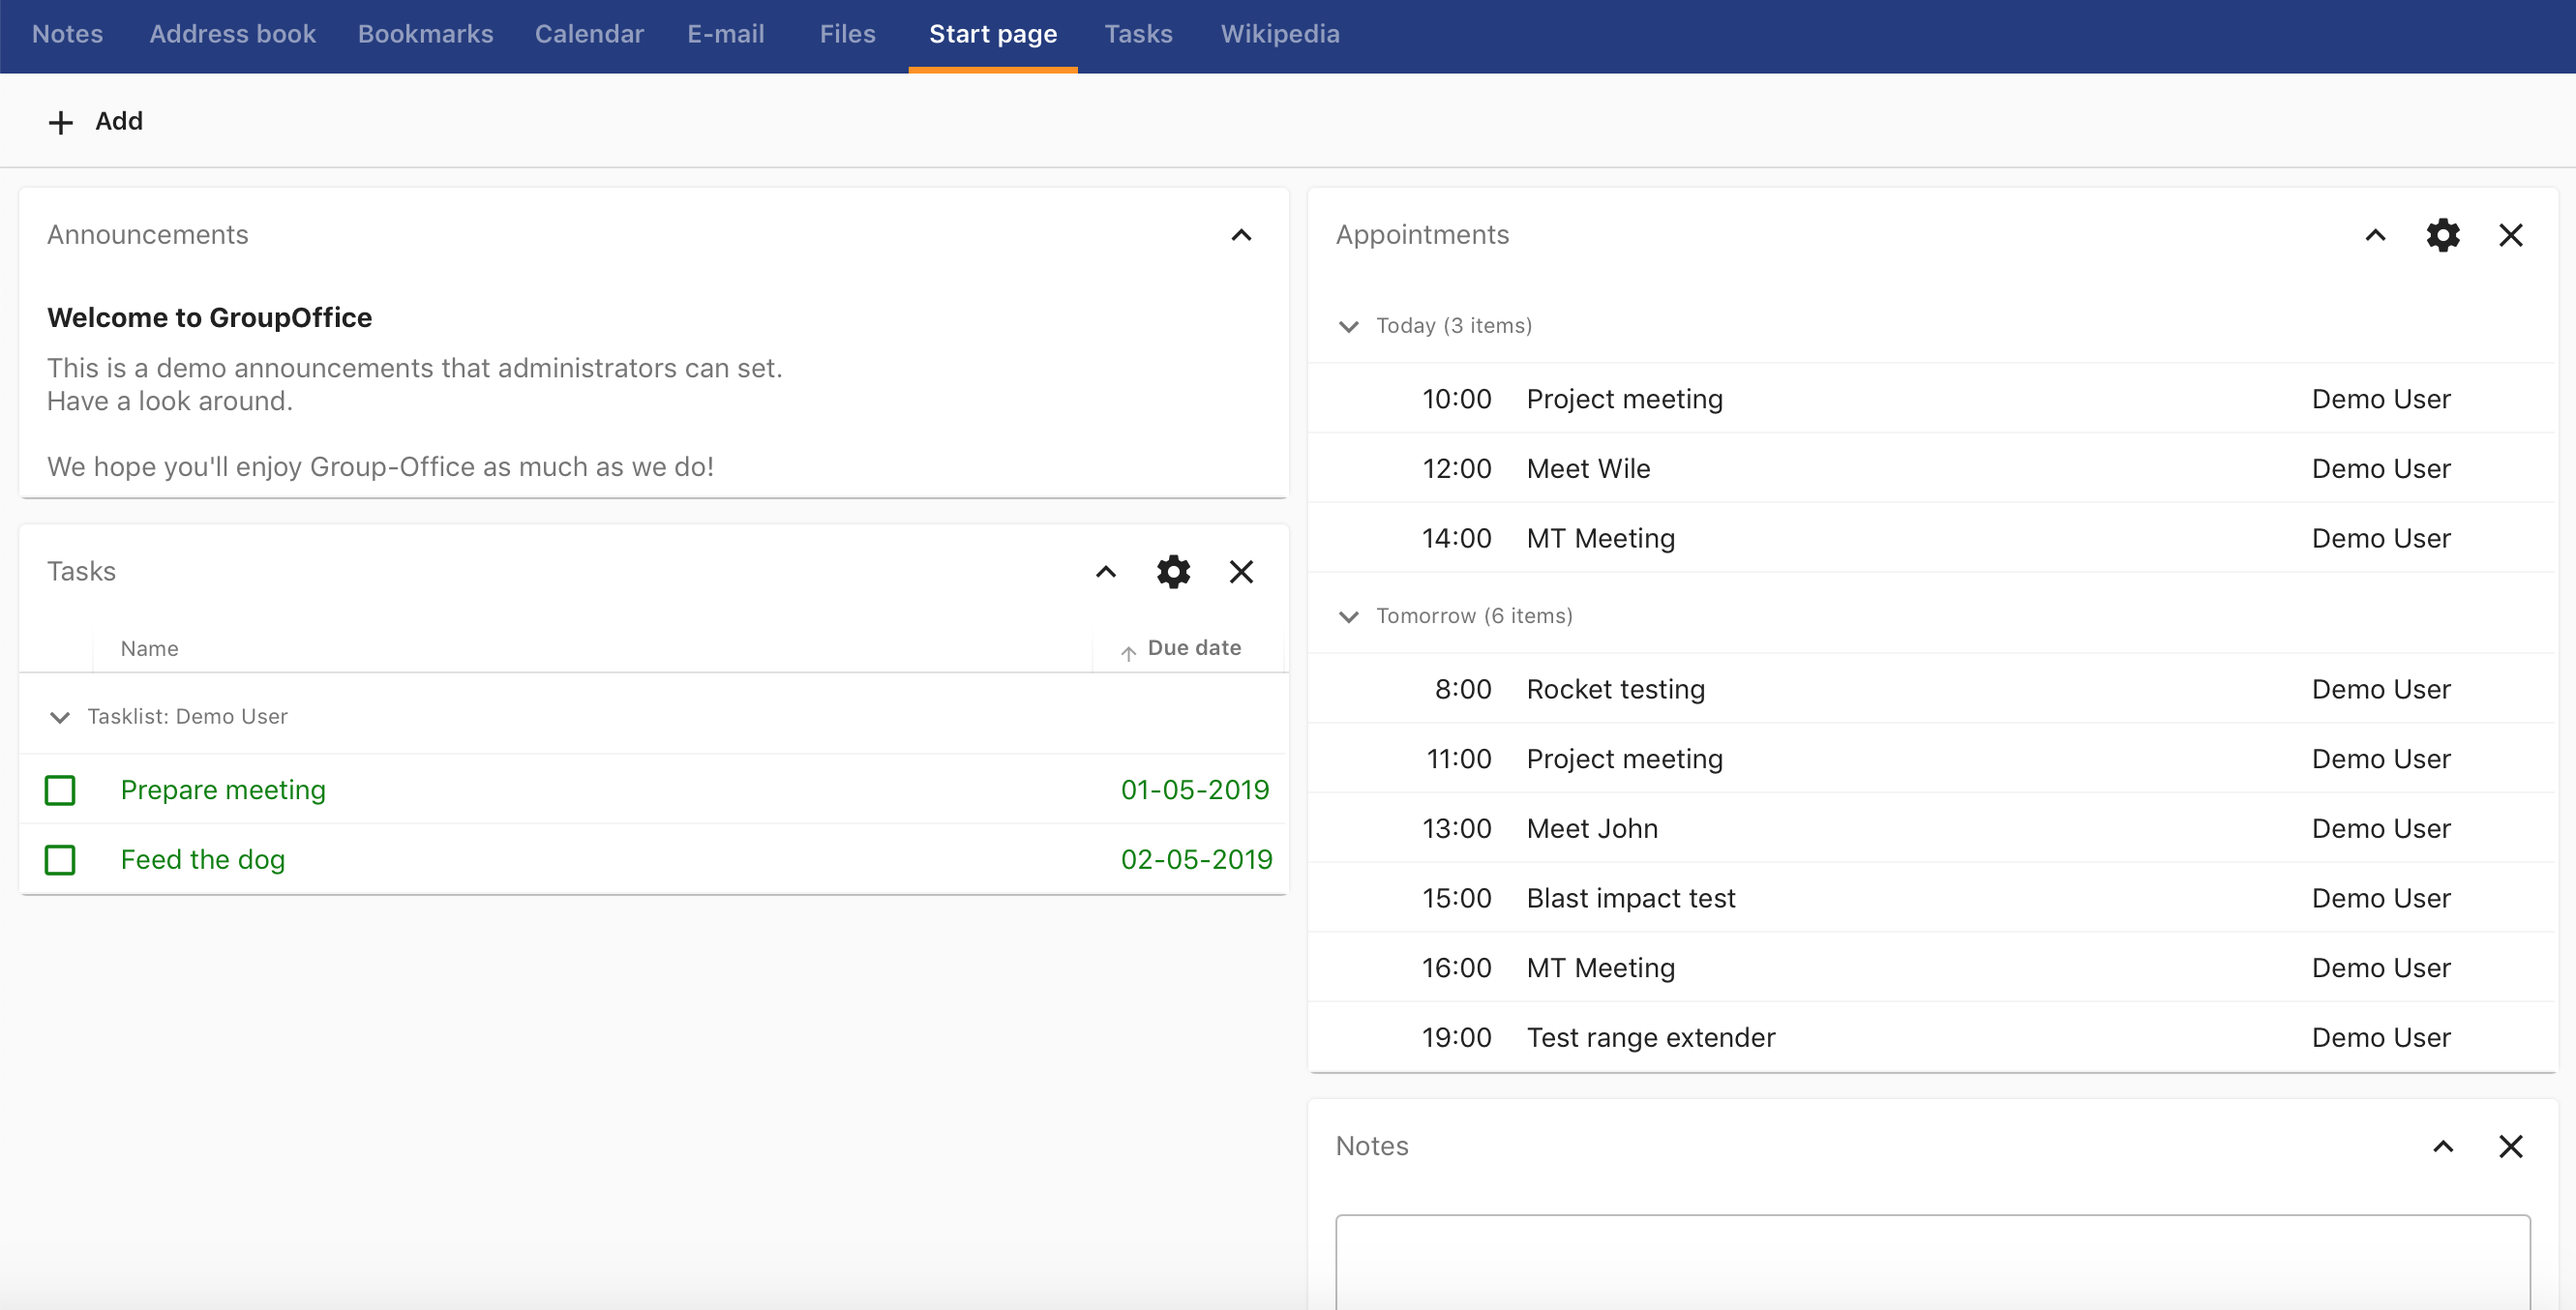 Notes Address book Bookmarks Calendar E-mail Files Start page Tasks Wikipedia
Add
Announcements
Welcome to GroupOffice
This is a demo announcements that administrators can set.
Have a look around.
We hope you'll enjoy Group-Office as much as we do!
Tasks
Name Due date
Tasklist: Demo User
Prepare meeting 01-05-2019
Feed the dog 02-05-2019
Appointments
Today (3 items)
10:00 Project meeting Demo User
12:00 Meet Wile Demo User
14:00 MT Meeting Demo User
Tomorrow (6 items)
8:00 Rocket testing Demo User
11:00 Project meeting Demo User
13:00 Meet John Demo User
15:00 Blast impact test Demo User
16:00 MT Meeting Demo User
19:00 Test range extender Demo User
Notes